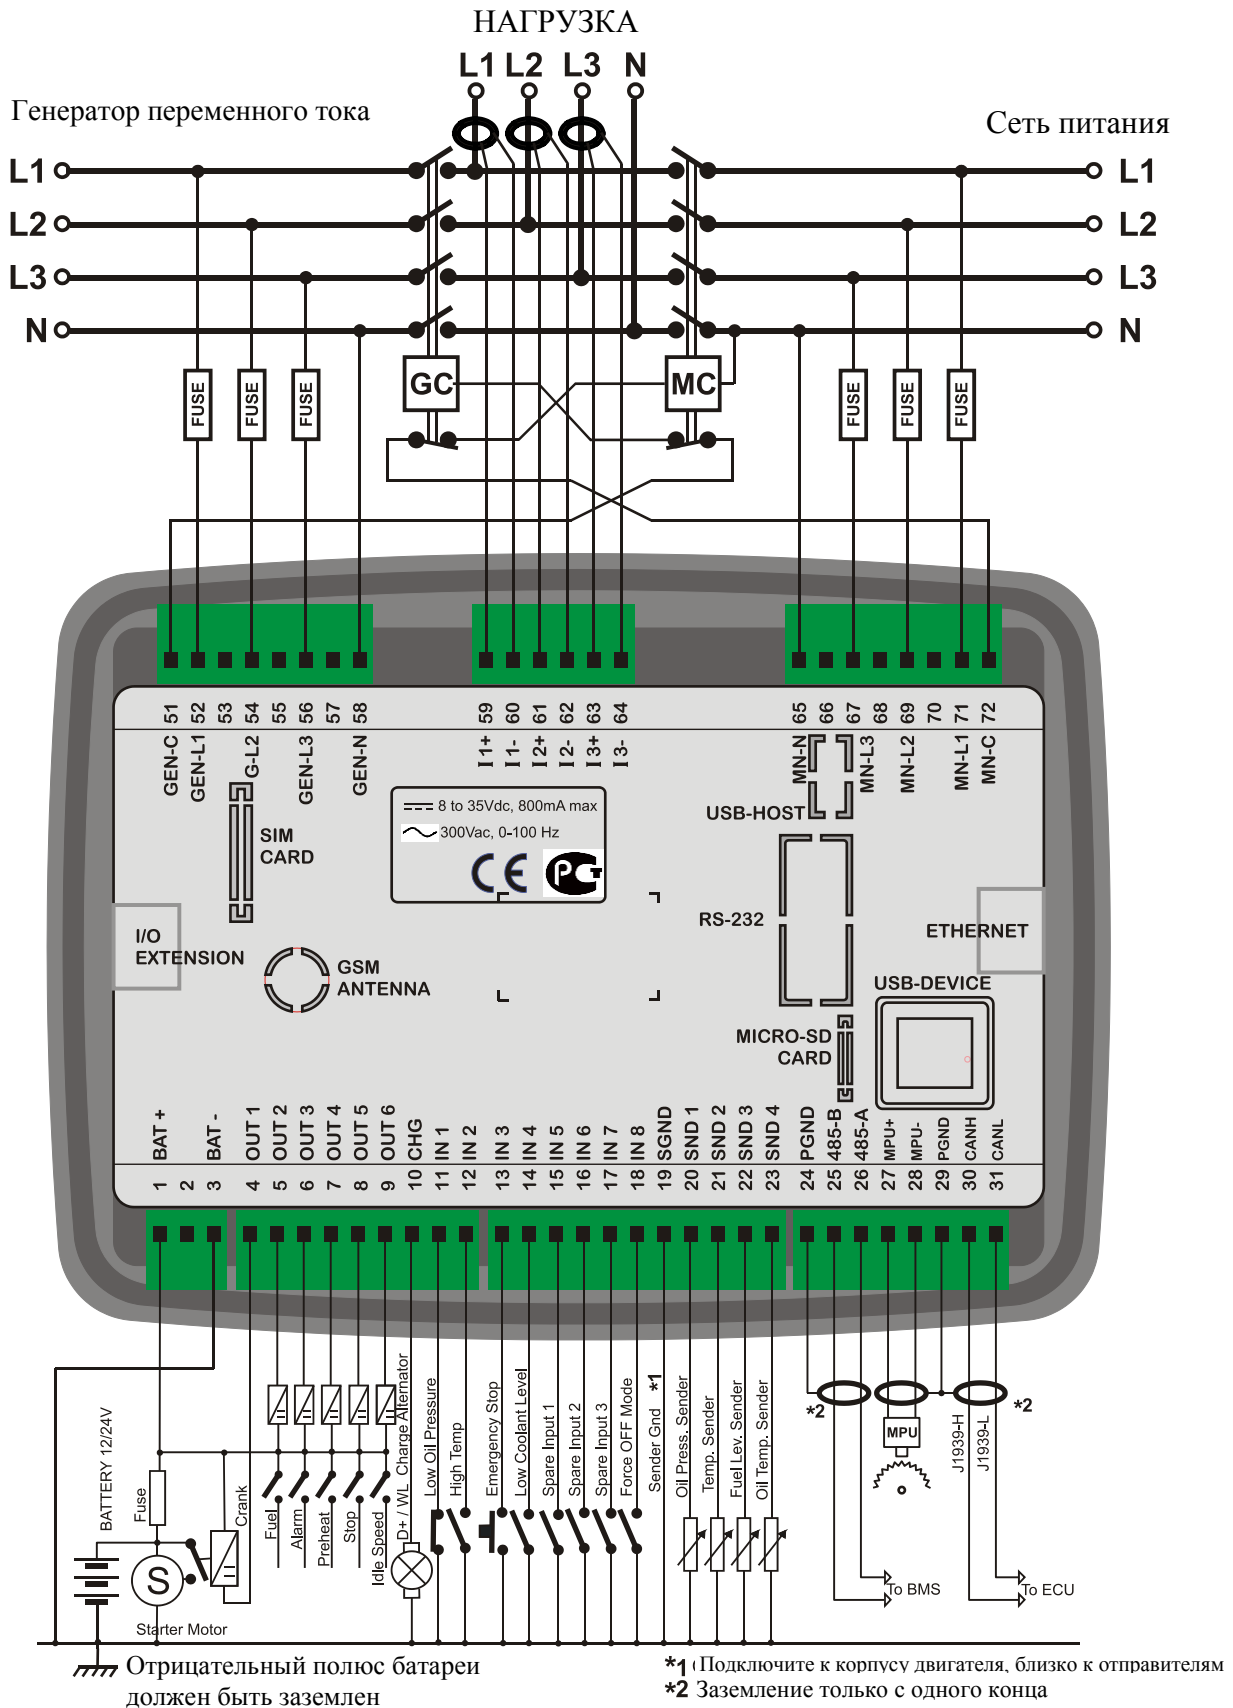 НАГРУЗКА
L1 L2 L3 N
Генератор переменного тока
Сеть питания
L1
L1
L2
L2
L3
L3
N
N
FUSE
FUSE
FUSE
GC
MC
FUSE
FUSE
FUSE
51 52 53 54 55 56 57 58
59 60 61 62 63 64
65 66 67 68 69 70 71 72
GEN-C
GEN-L1
G-L2
GEN-L3
GEN-N
I1+
I1-
I2+
I2-
I3+
I3-
MN-N
MN-L3
MN-L2
MN-L1
MN-C
8 to 35Vdc, 800mA max
300Vac, 0-100 Hz
CE
РСТ
USB-HOST
SIM
CARD
RS-232
I/O
EXTENSION
ETHERNET
GSM
ANTENNA
USB-DEVICE
MICRO-SD
CARD
BAT +
BAT -
OUT 1
OUT 2
OUT 3
OUT 4
OUT 5
OUT 6
CHG
IN 1
IN 2
IN 3
IN 4
IN 5
IN 6
IN 7
IN 8
SGND
SND 1
SND 2
SND 3
SND 4
PGND
485-B
485-A
MPU+
MPU-
PGND
CANH
CANL
1 2 3 4 5 6 7 8 9 10 11 12 13 14 15 16 17 18 19 20 21 22 23 24 25 26 27 28 29 30 31
BATTERY 12/24V
Fuse
Crank
Fuel
Alarm
Preheat
Stop
Idle Speed
D+ / WL Charge Alternator
Low Oil Pressure
High Temp
Emergency Stop
Low Coolant Level
Spare Input 1
Spare Input 2
Spare Input 3
Force OFF Mode
Sender Gnd *1
Oil Press. Sender
Temp. Sender
Fuel Lev. Sender
Oil Temp. Sender
*2
MPU
J1939-H
J1939-L
*2
S
Starter Motor
To BMS
To ECU
Отрицательный полюс батареи
должен быть заземлен
*1 (Подключите к корпусу двигателя, близко к отправителям
*2 Заземление только с одного конца